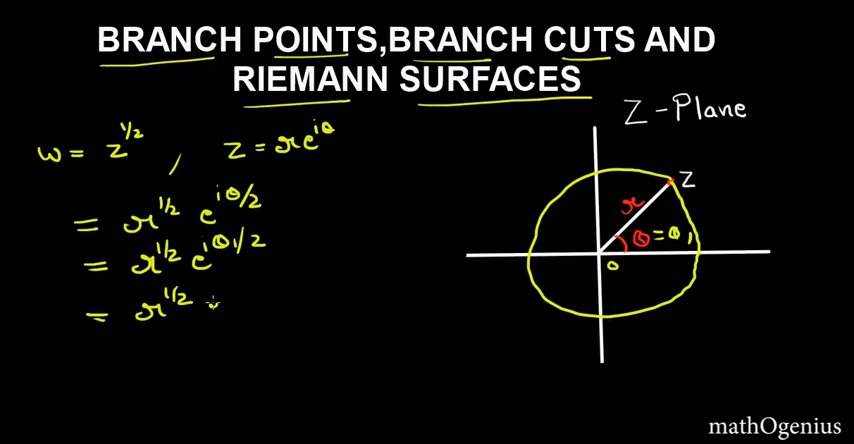 BRANCH POINTS,BRANCH CUTS AND
RIEMANN SURFACES
Z-Plane
w = z^{1/2} , z = re^{iθ}
= r^{1/2} e^{iθ/2}
= r^{1/2} e^{iθ₁/2}
= r^{1/2}
z
r
θ=θ₁
o
mathOgenius